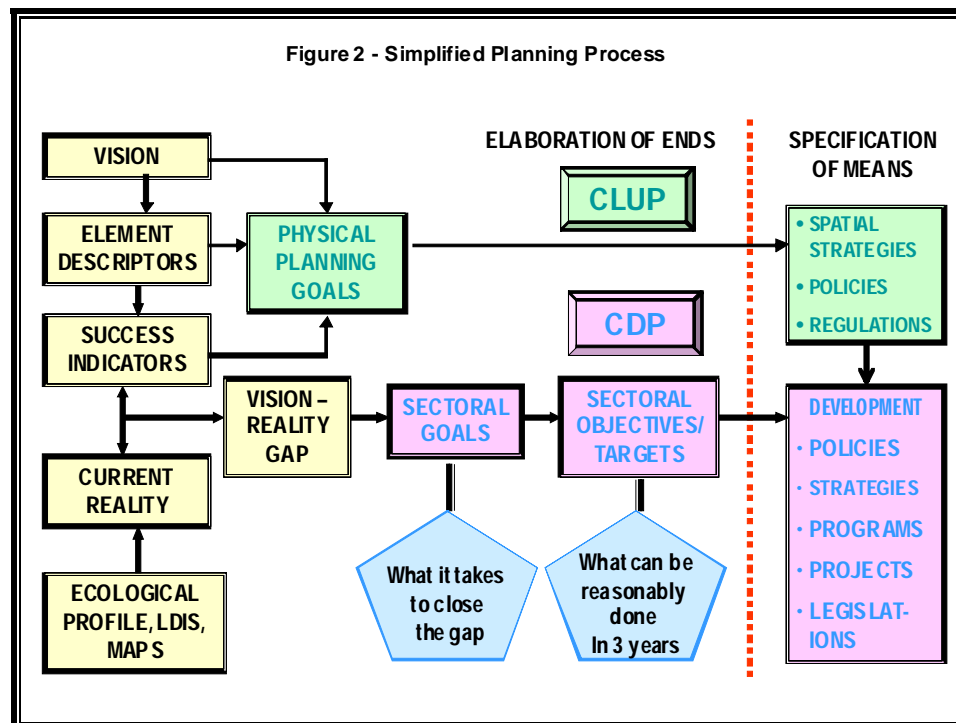 Figure 2 - Simplified Planning Process
ELABORATION OF ENDS
SPECIFICATION
OF MEANS
VISION
CLUP
ELEMENT
DESCRIPTORS
PHYSICAL
PLANNING
GOALS
• SPATIAL
STRATEGIES
• POLICIES
• REGULATIONS
SUCCESS
INDICATORS
CDP
VISION –
REALITY
GAP
SECTORAL
GOALS
SECTORAL
OBJECTIVES/
TARGETS
DEVELOPMENT
• POLICIES
• STRATEGIES
• PROGRAMS
• PROJECTS
• LEGISLAT-
IONS
CURRENT
REALITY
What it takes
to close
the gap
What can be
reasonably
done
In 3 years
ECOLOGICAL
PROFILE, LDIS,
MAPS